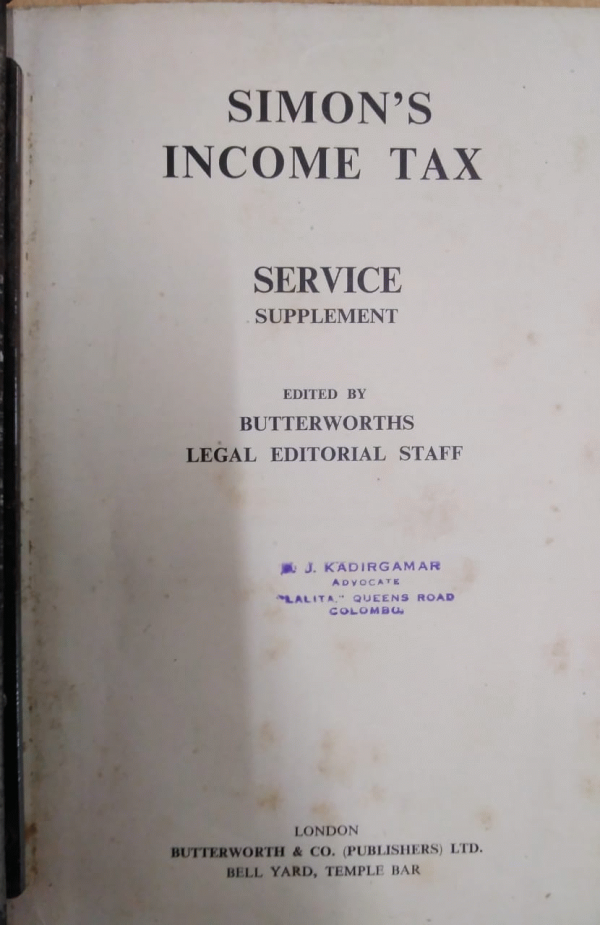 SIMON'S
INCOME TAX
SERVICE
SUPPLEMENT
EDITED BY
BUTTERWORTHS
LEGAL EDITORIAL STAFF
J. KADIRGAMAR
ADVOCATE
"LALITA," QUEENS ROAD
COLOMBO.
LONDON
BUTTERWORTH & CO. (PUBLISHERS) LTD.
BELL YARD, TEMPLE BAR